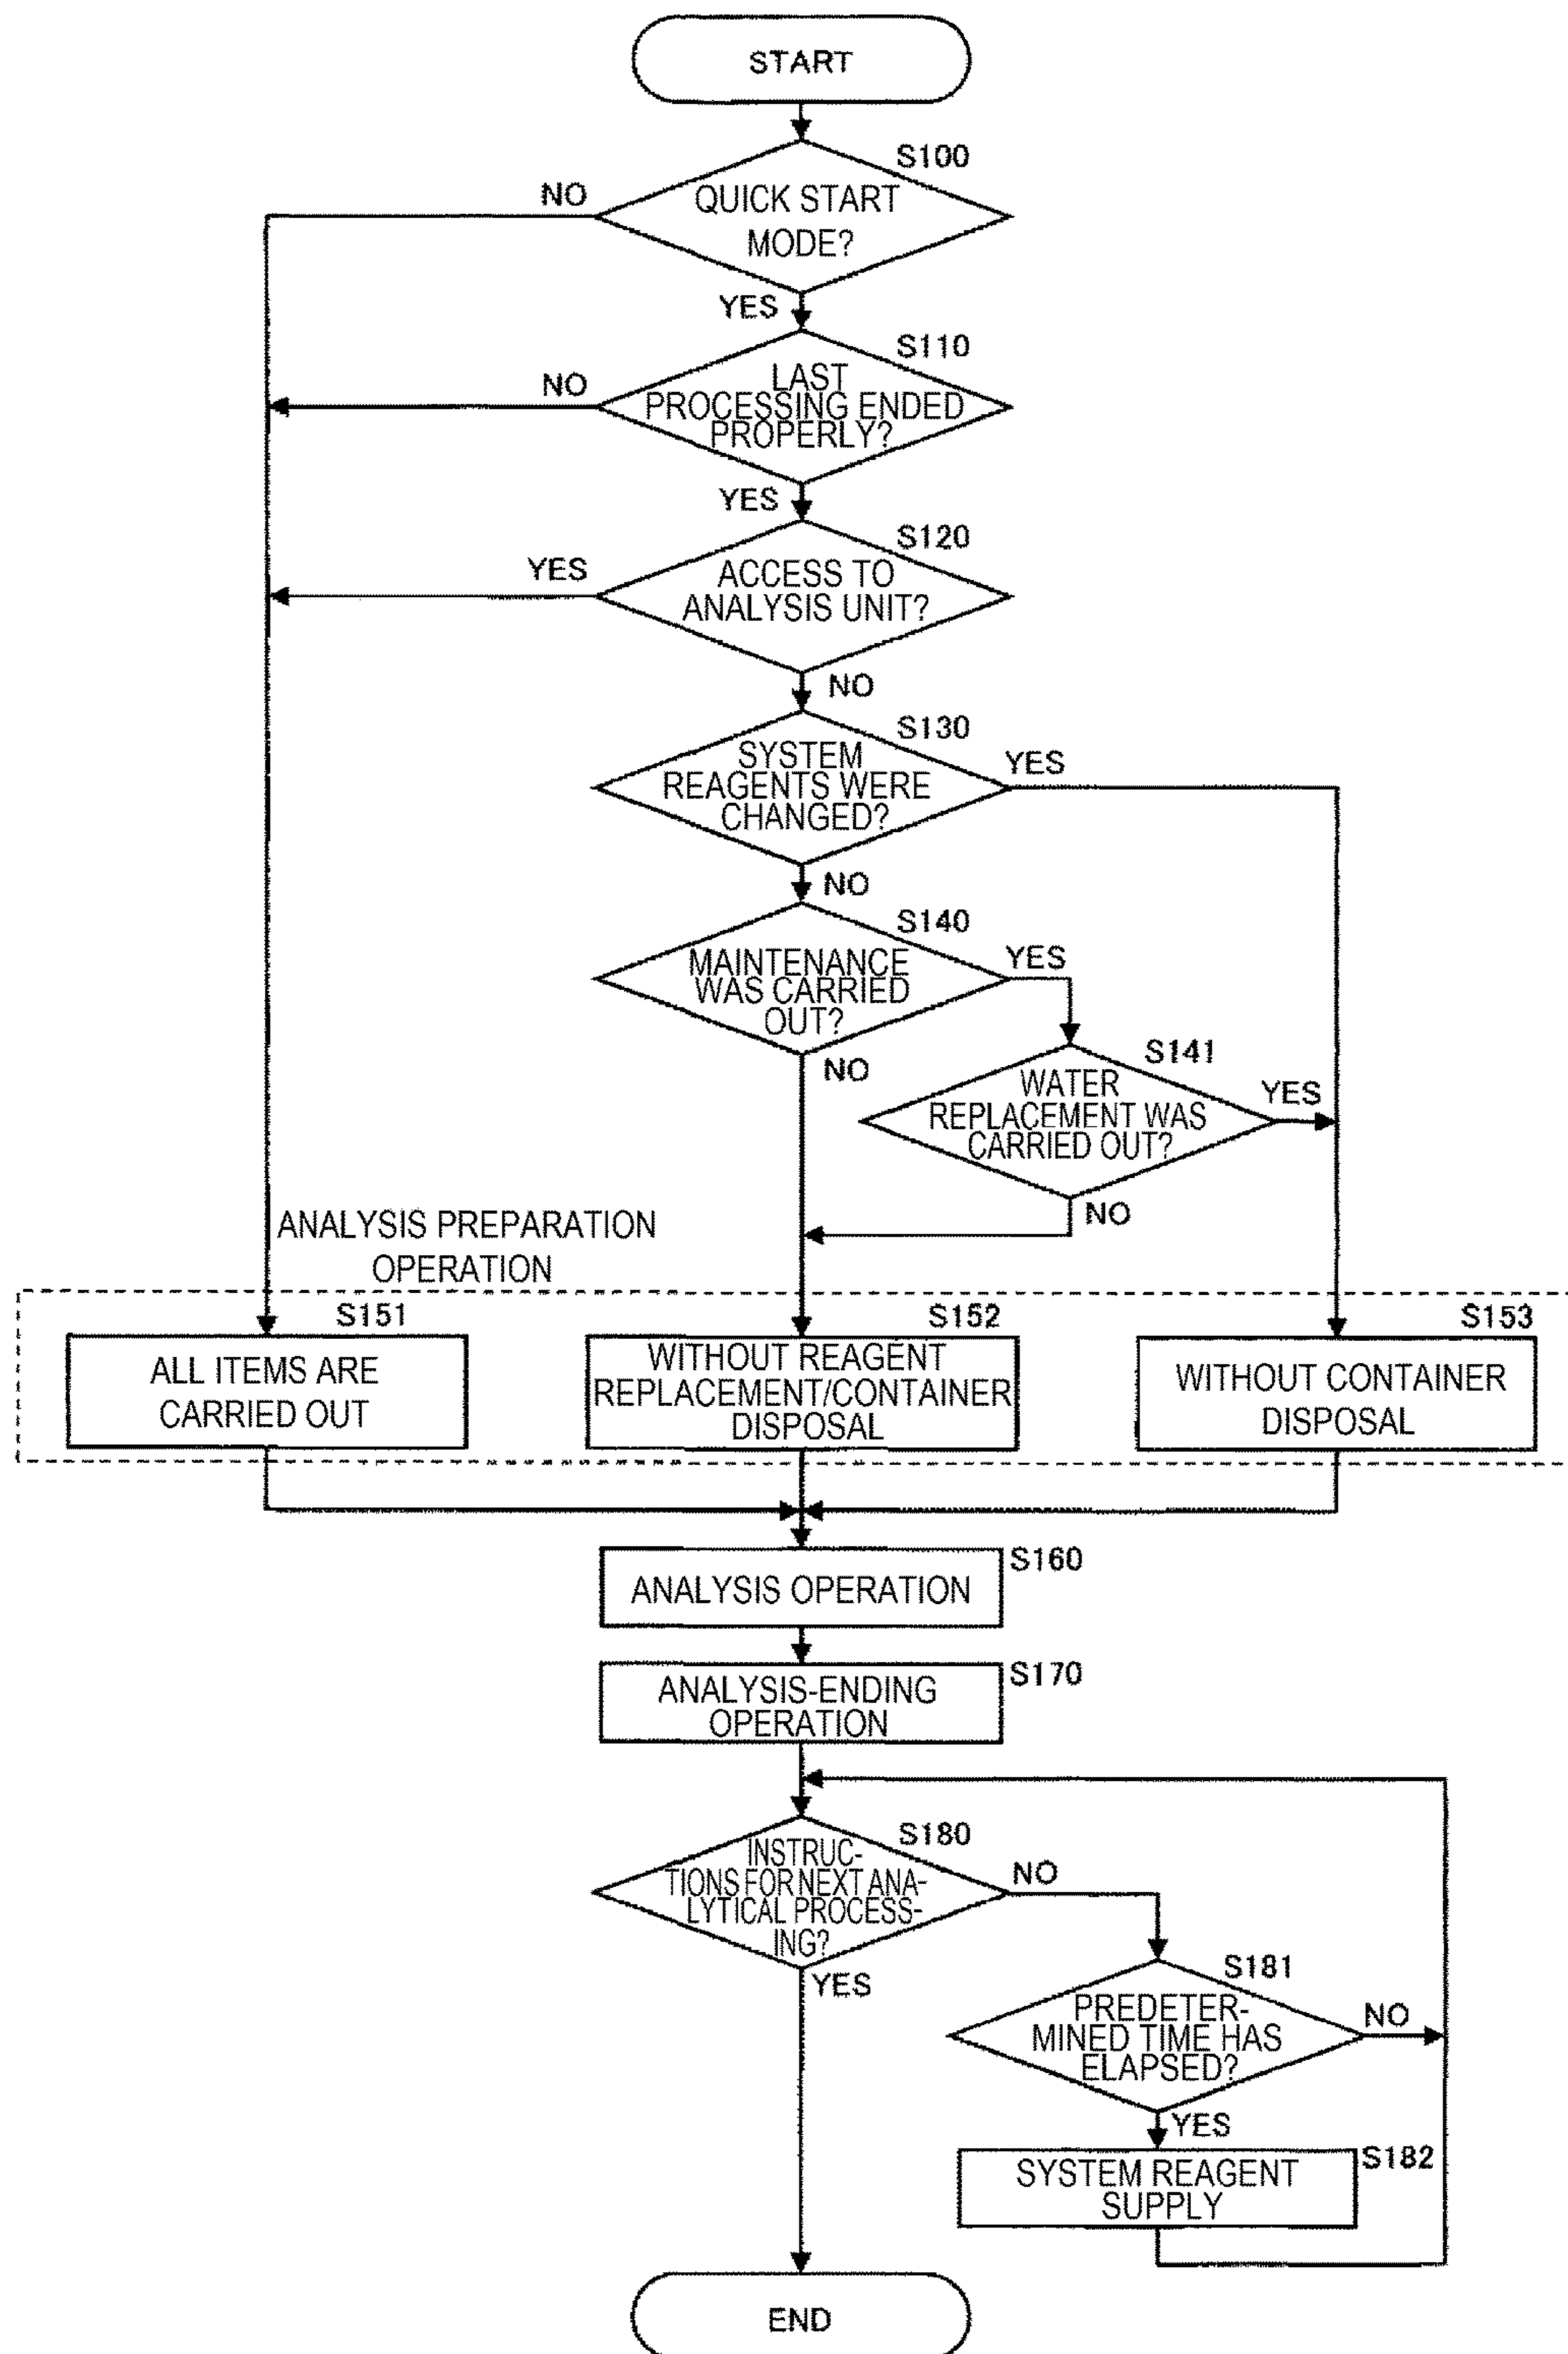 START
S100
NO
QUICK START
MODE?
YES
S110
NO
LAST
PROCESSING ENDED
PROPERLY?
YES
S120
YES
ACCESS TO
ANALYSIS UNIT?
NO
S130
SYSTEM
REAGENTS WERE
CHANGED?
YES
NO
S140
MAINTENANCE
WAS CARRIED
OUT?
YES
NO
S141
WATER
REPLACEMENT WAS
CARRIED OUT?
YES
NO
ANALYSIS PREPARATION
OPERATION
S151
ALL ITEMS ARE
CARRIED OUT
S152
WITHOUT REAGENT
REPLACEMENT/CONTAINER
DISPOSAL
S153
WITHOUT CONTAINER
DISPOSAL
S160
ANALYSIS OPERATION
S170
ANALYSIS-ENDING
OPERATION
S180
INSTRUC-
TIONS FOR NEXT ANA-
LYTICAL PROCESS-
ING?
NO
YES
S181
PREDETER-
MINED TIME HAS
ELAPSED?
NO
YES
S182
SYSTEM REAGENT
SUPPLY
END